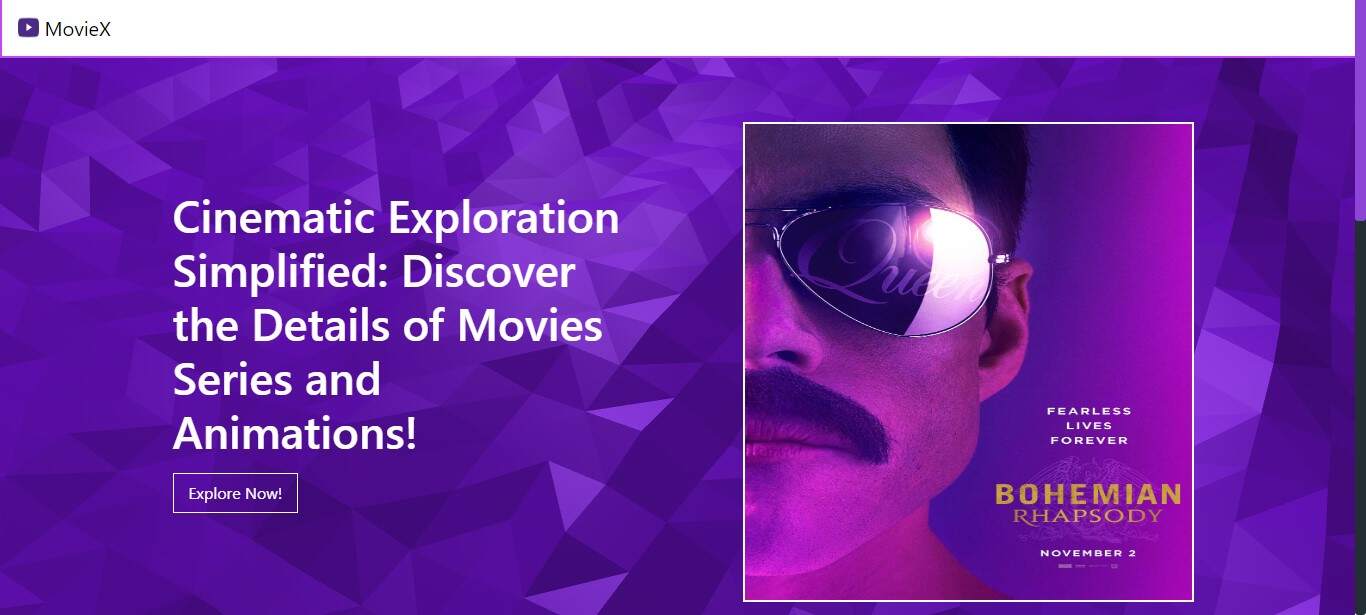 MovieX
Cinematic Exploration
Simplified: Discover
the Details of Movies
Series and
Animations!
Explore Now!
Queen
FEARLESS
LIVES
FOREVER
BOHEMIAN
RHAPSODY
NOVEMBER 2